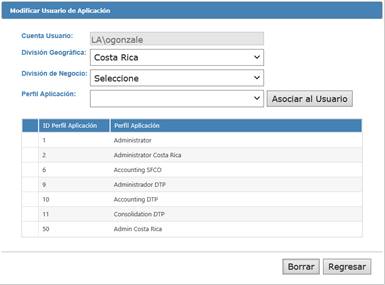 Modificar Usuario de Aplicación
Cuenta Usuario: LA\ogonzale
División Geográfica: Costa Rica
División de Negocio: Seleccione
Perfil Aplicación: Asociar al Usuario
ID Perfil Aplicación Perfil Aplicación
1 Administrator
2 Administrator Costa Rica
6 Accounting SFCO
9 Administrador DTP
10 Accounting DTP
11 Consolidation DTP
50 Admin Costa Rica
Borrar Regresar